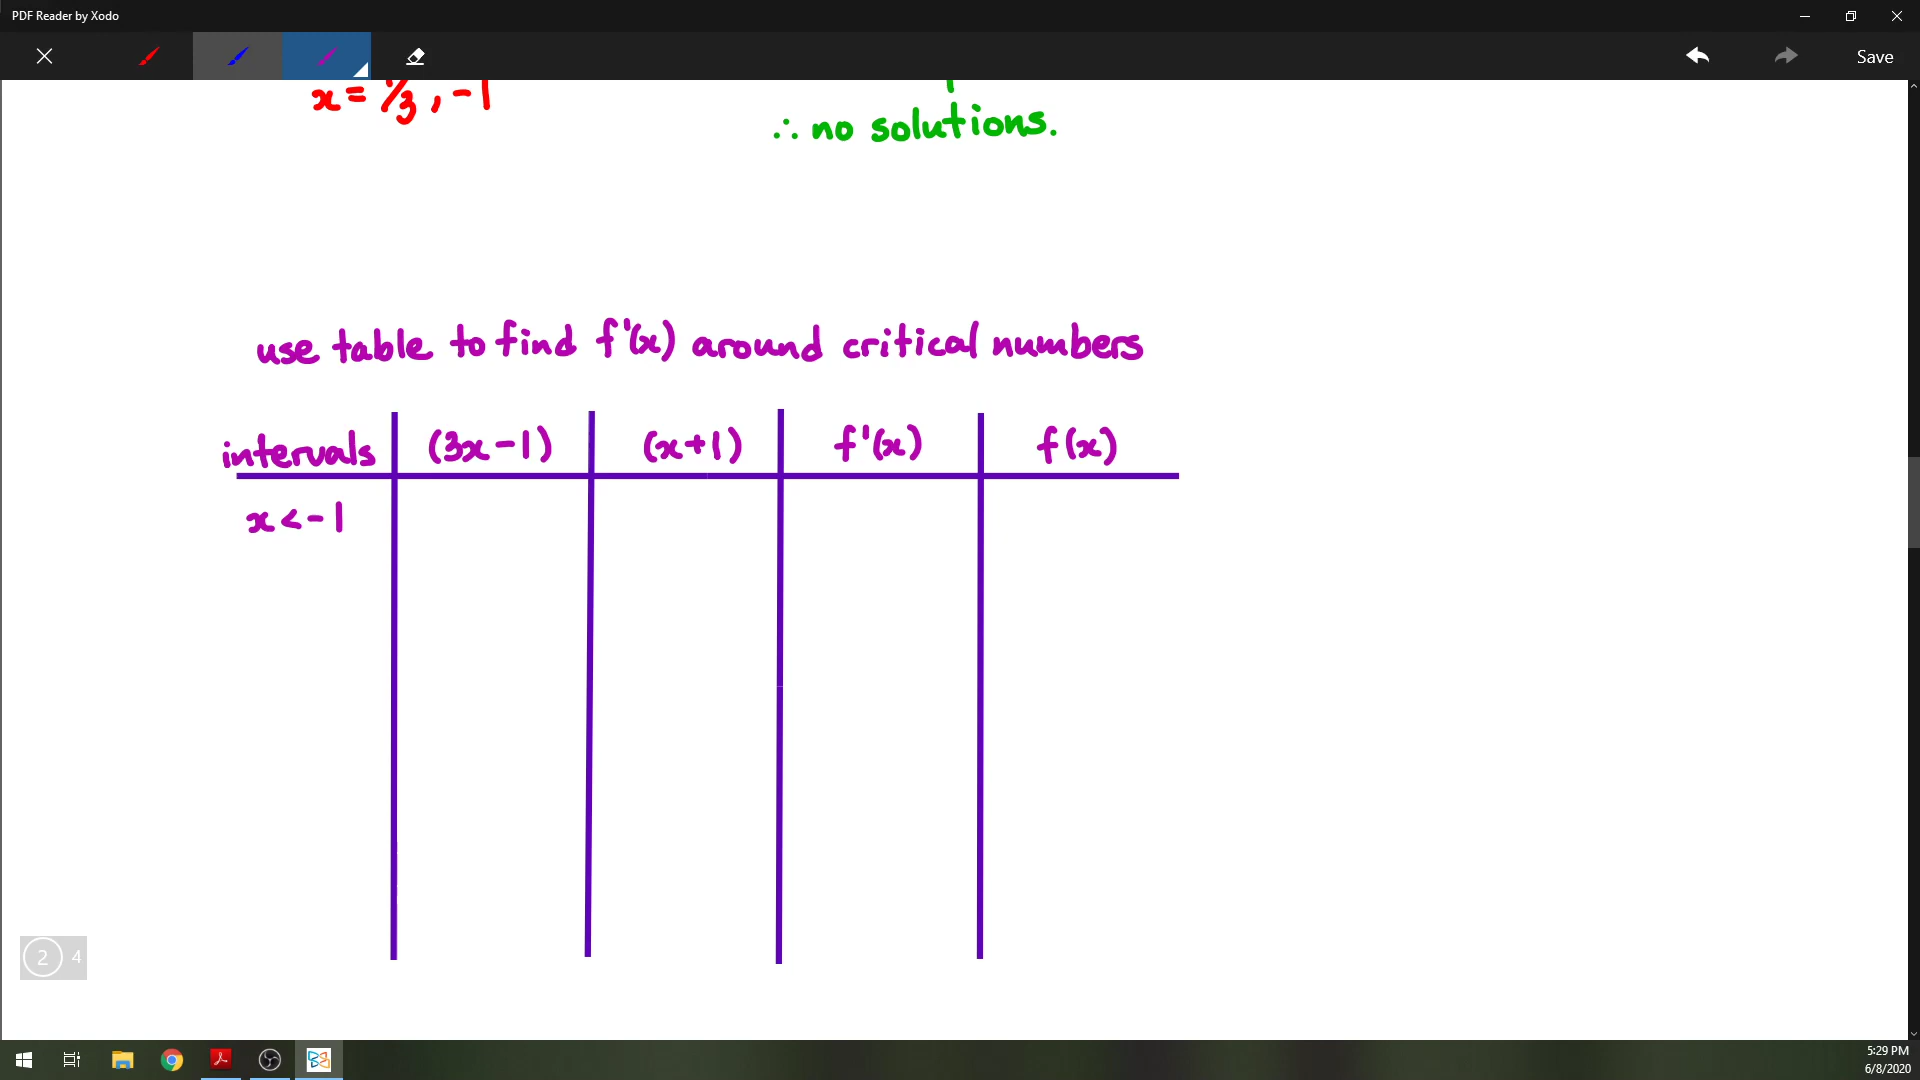 PDF Reader by Xodo
Save
x = 1/3, -1
∴ no solutions.
use table to find f'(x) around critical numbers
intervals (3x-1) (x+1) f'(x) f(x)
x < -1
2 4
5:29 PM
6/8/2020